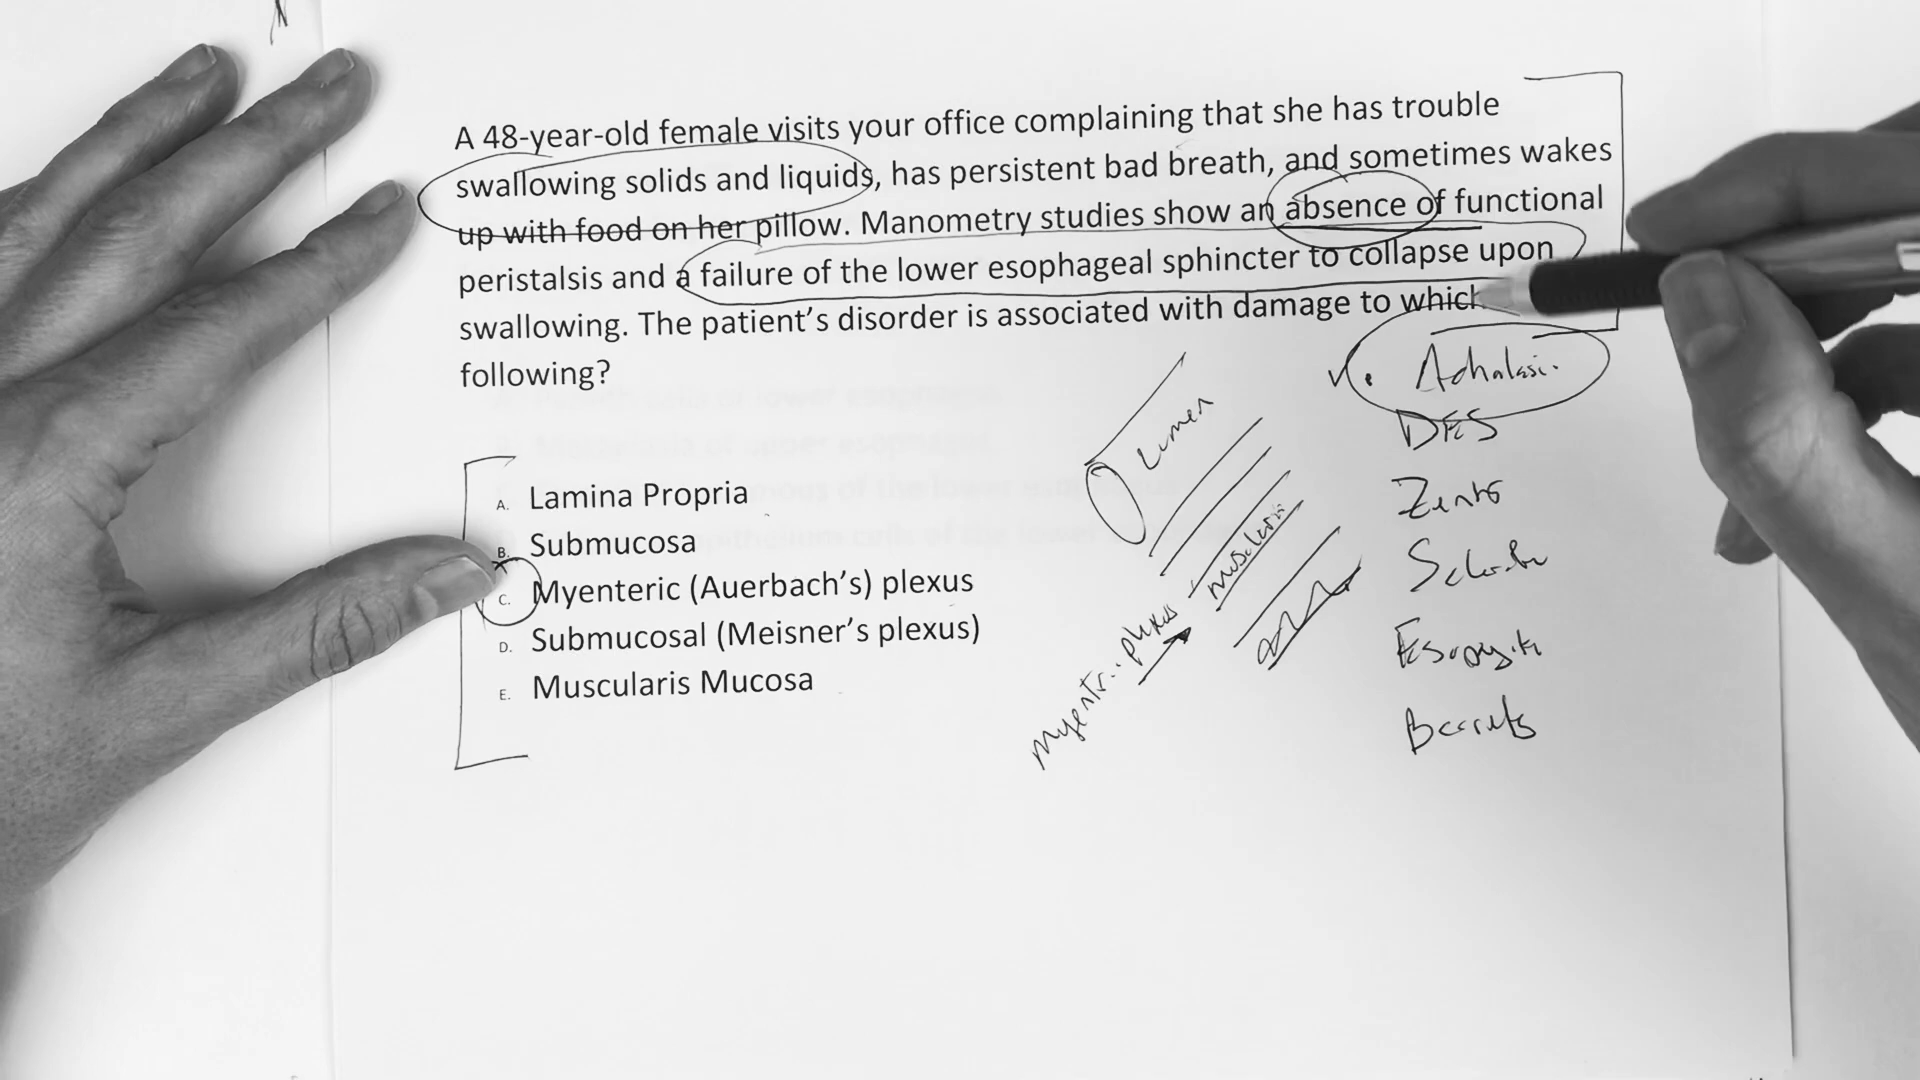 A 48-year-old female visits your office complaining that she has trouble
swallowing solids and liquids, has persistent bad breath, and sometimes wakes
up with food on her pillow. Manometry studies show an absence of functional
peristalsis and a failure of the lower esophageal sphincter to collapse upon
swallowing. The patient's disorder is associated with damage to which
following?
A. Lamina Propria
B. Submucosa
C. Myenteric (Auerbach's) plexus
D. Submucosal (Meisner's plexus)
E. Muscularis Mucosa
Lumen
muscularis
plexus
DES